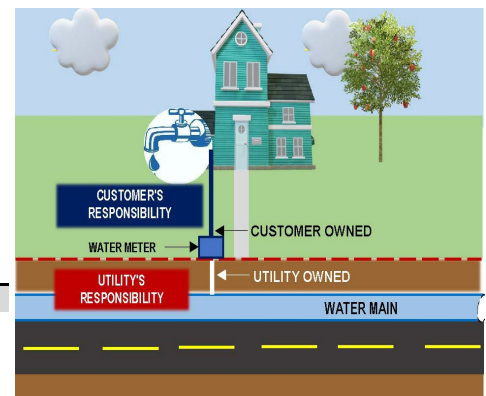 CUSTOMER'S
RESPONSIBILITY
CUSTOMER OWNED
WATER METER
UTILITY OWNED
UTILITY'S
RESPONSIBILITY
WATER MAIN